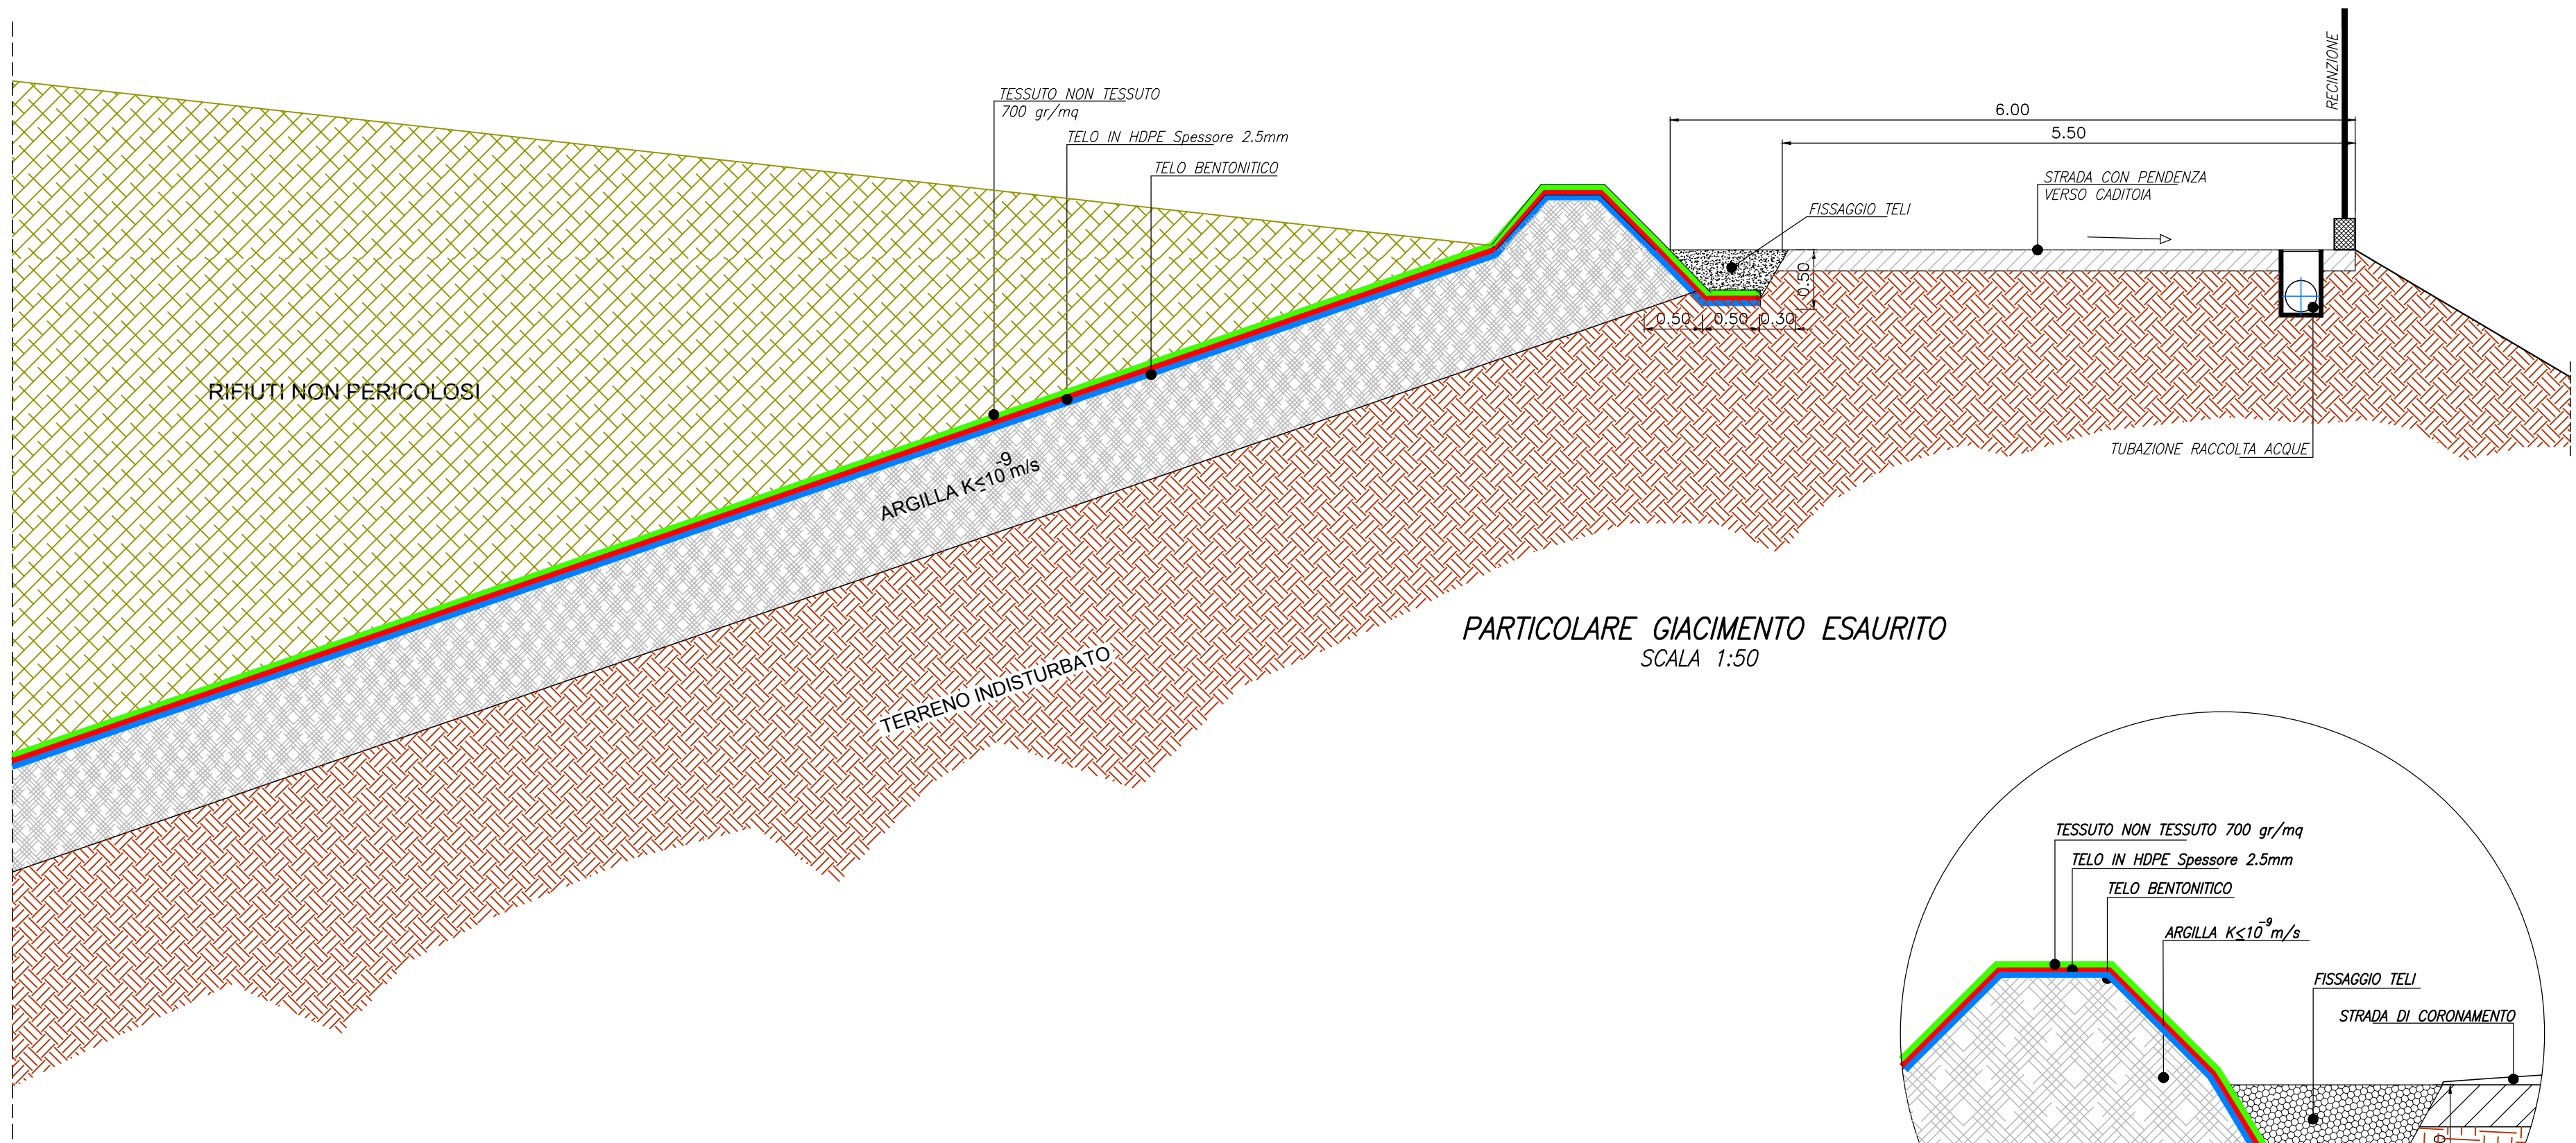 TESSUTO NON TESSUTO
700 gr/mq
TELO IN HDPE Spessore 2.5mm
TELO BENTONITICO
RECINZIONE
6.00
5.50
STRADA CON PENDENZA
VERSO CADITOIA
FISSAGGIO TELI
0.50
0.50 0.50 0.30
RIFIUTI NON PERICOLOSI
TUBAZIONE RACCOLTA ACQUE
ARGILLA K≤10⁻⁹ m/s
TERRENO INDISTURBATO
PARTICOLARE GIACIMENTO ESAURITO
SCALA 1:50
TESSUTO NON TESSUTO 700 gr/mq
TELO IN HDPE Spessore 2.5mm
TELO BENTONITICO
ARGILLA K≤10⁻⁹ m/s
FISSAGGIO TELI
STRADA DI CORONAMENTO